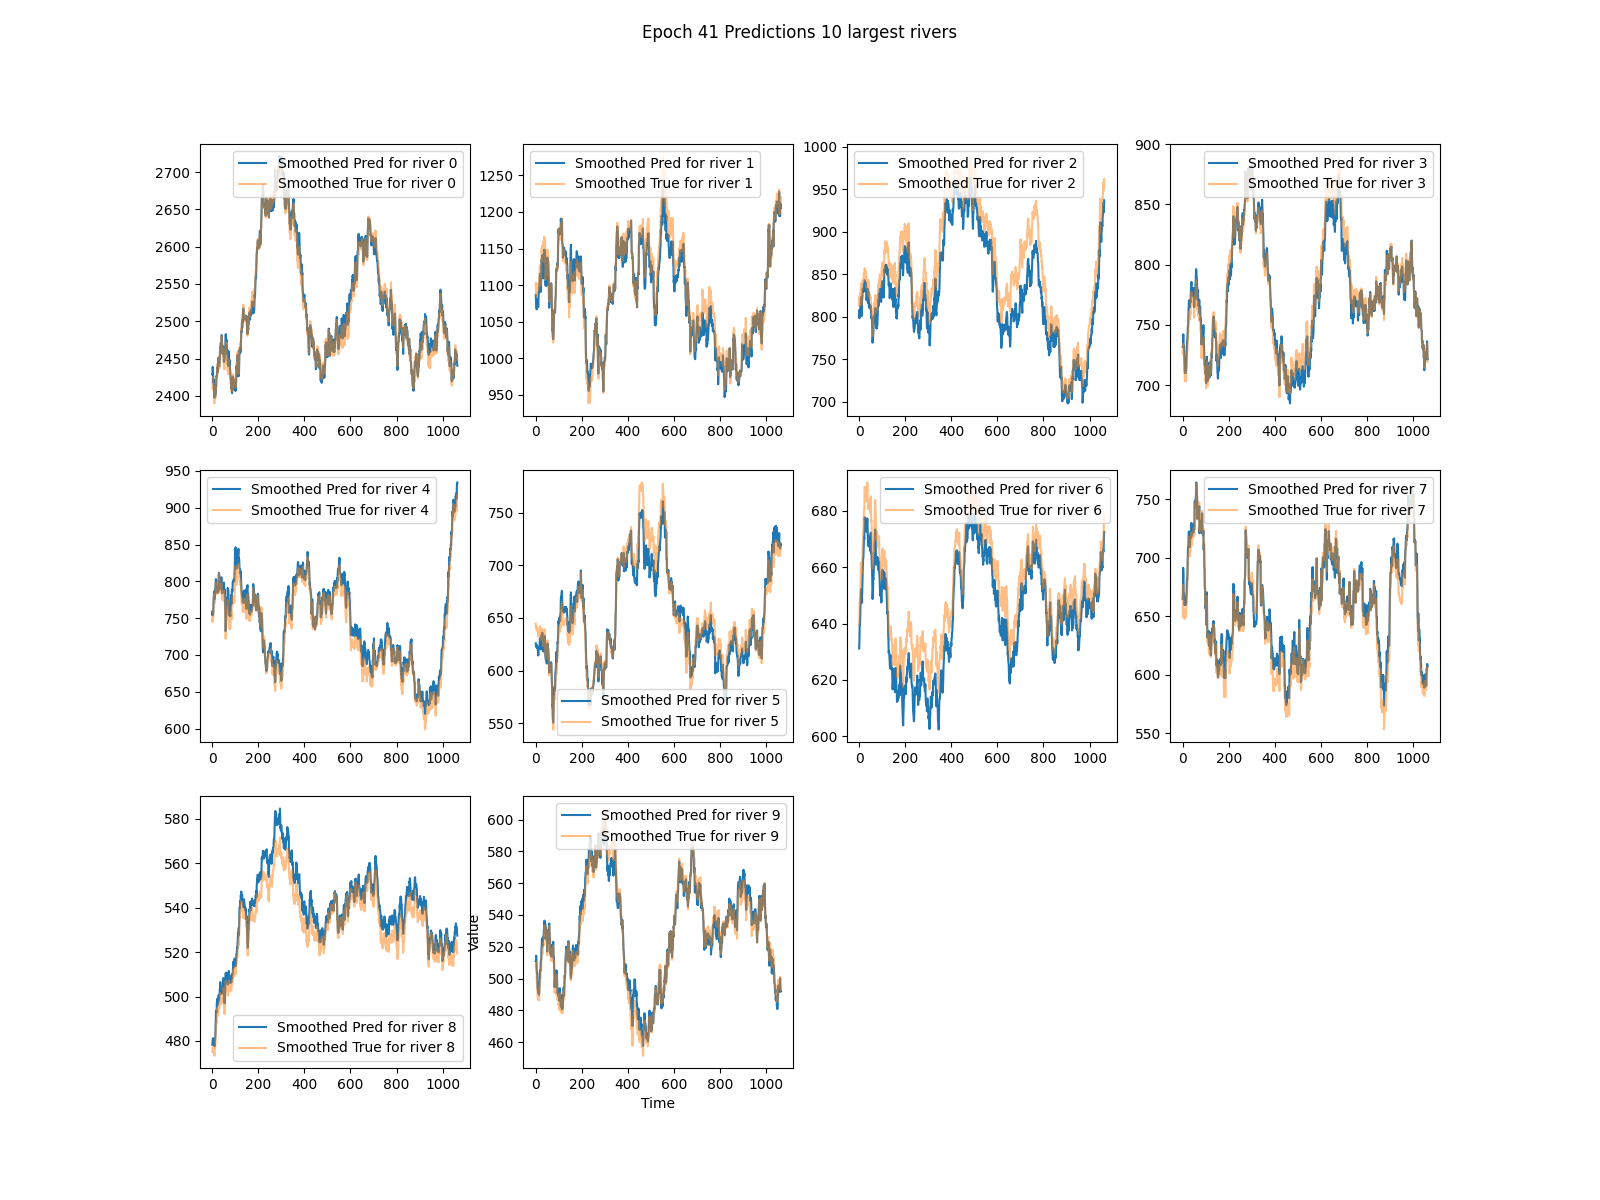 Epoch 41 Predictions 10 largest rivers
Smoothed Pred for river 0
Smoothed True for river 0
2700
2650
2600
2550
2500
2450
2400
0 200 400 600 800 1000
Smoothed Pred for river 1
Smoothed True for river 1
1250
1200
1150
1100
1050
1000
950
0 200 400 600 800 1000
Smoothed Pred for river 2
Smoothed True for river 2
1000
950
900
850
800
750
700
0 200 400 600 800 1000
Smoothed Pred for river 3
Smoothed True for river 3
900
850
800
750
700
0 200 400 600 800 1000
Smoothed Pred for river 4
Smoothed True for river 4
950
900
850
800
750
700
650
600
0 200 400 600 800 1000
750
700
650
600
550
Smoothed Pred for river 5
Smoothed True for river 5
0 200 400 600 800 1000
Smoothed Pred for river 6
Smoothed True for river 6
680
660
640
620
600
0 200 400 600 800 1000
Smoothed Pred for river 7
Smoothed True for river 7
750
700
650
600
550
0 200 400 600 800 1000
580
560
540
520
500
480
Smoothed Pred for river 8
Smoothed True for river 8
0 200 400 600 800 1000
Smoothed Pred for river 9
Smoothed True for river 9
600
580
560
540
520
500
480
460
Value
0 200 400 600 800 1000
Time